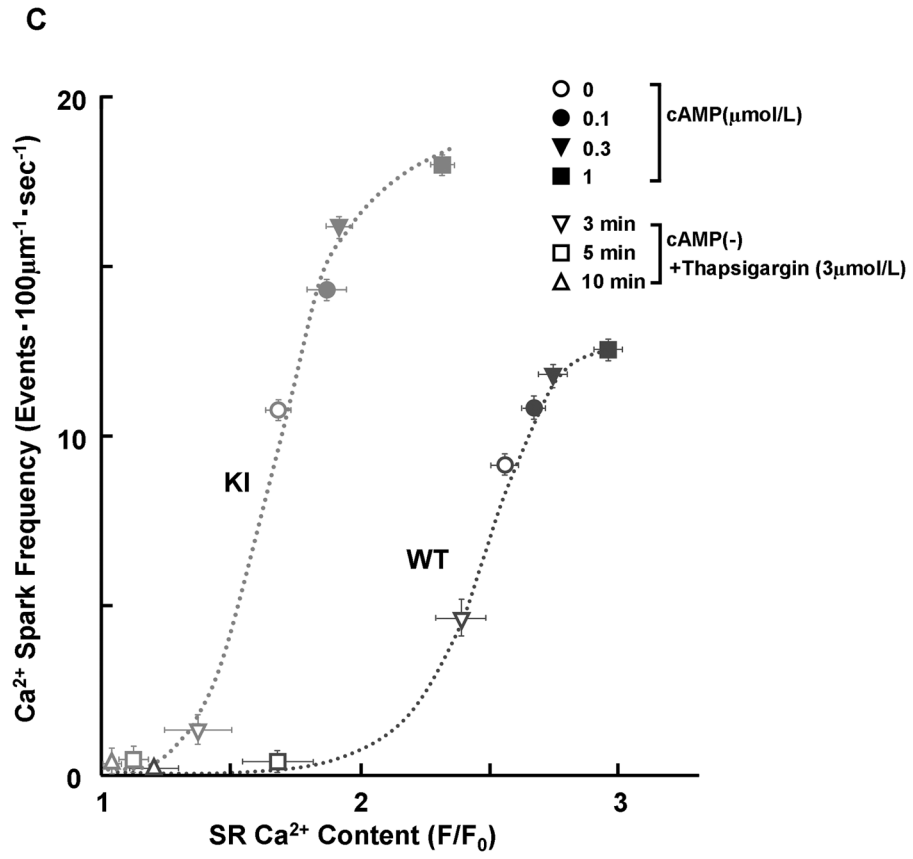 C
Ca²⁺ Spark Frequency (Events·100μm⁻¹·sec⁻¹)
20
10
0
1
2
3
SR Ca²⁺ Content (F/F₀)
KI
WT
0
0.1
0.3
1
cAMP(μmol/L)
3 min
5 min
10 min
cAMP(-)
+Thapsigargin (3μmol/L)